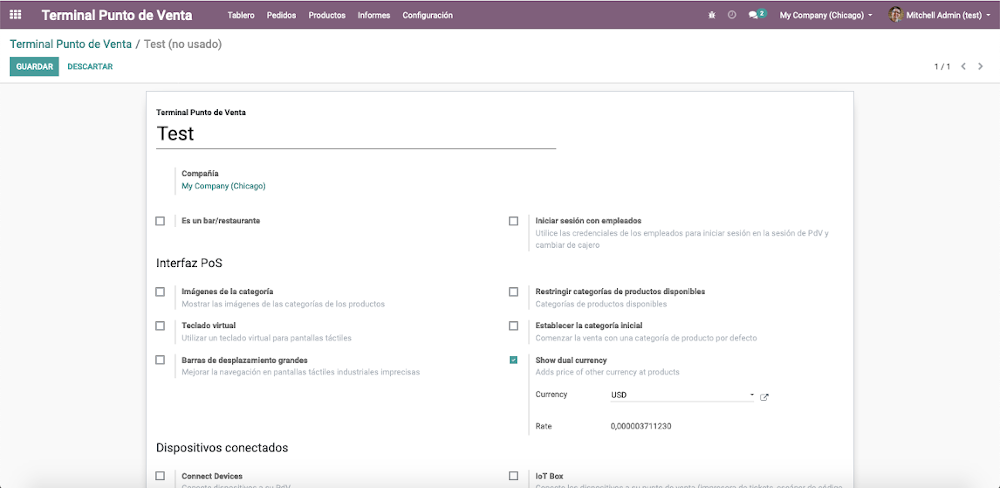 Terminal Punto de Venta Tablero Pedidos Productos Informes Configuración 2 My Company (Chicago) Mitchell Admin (test)
Terminal Punto de Venta / Test (no usado)
GUARDAR DESCARTAR 1 / 1
Terminal Punto de Venta
Test
Compañía
My Company (Chicago)
Es un bar/restaurante
Iniciar sesión con empleados
Utilice las credenciales de los empleados para iniciar sesión en la sesión de PdV y
cambiar de cajero
Interfaz PoS
Imágenes de la categoría
Mostrar las imágenes de las categorías de los productos
Restringir categorías de productos disponibles
Categorías de productos disponibles
Teclado virtual
Utilizar un teclado virtual para pantallas táctiles
Establecer la categoría inicial
Comenzar la venta con una categoría de producto por defecto
Barras de desplazamiento grandes
Mejorar la navegación en pantallas táctiles industriales imprecisas
Show dual currency
Adds price of other currency at products
Currency USD
Rate 0,000003711230
Dispositivos conectados
Connect Devices
IoT Box